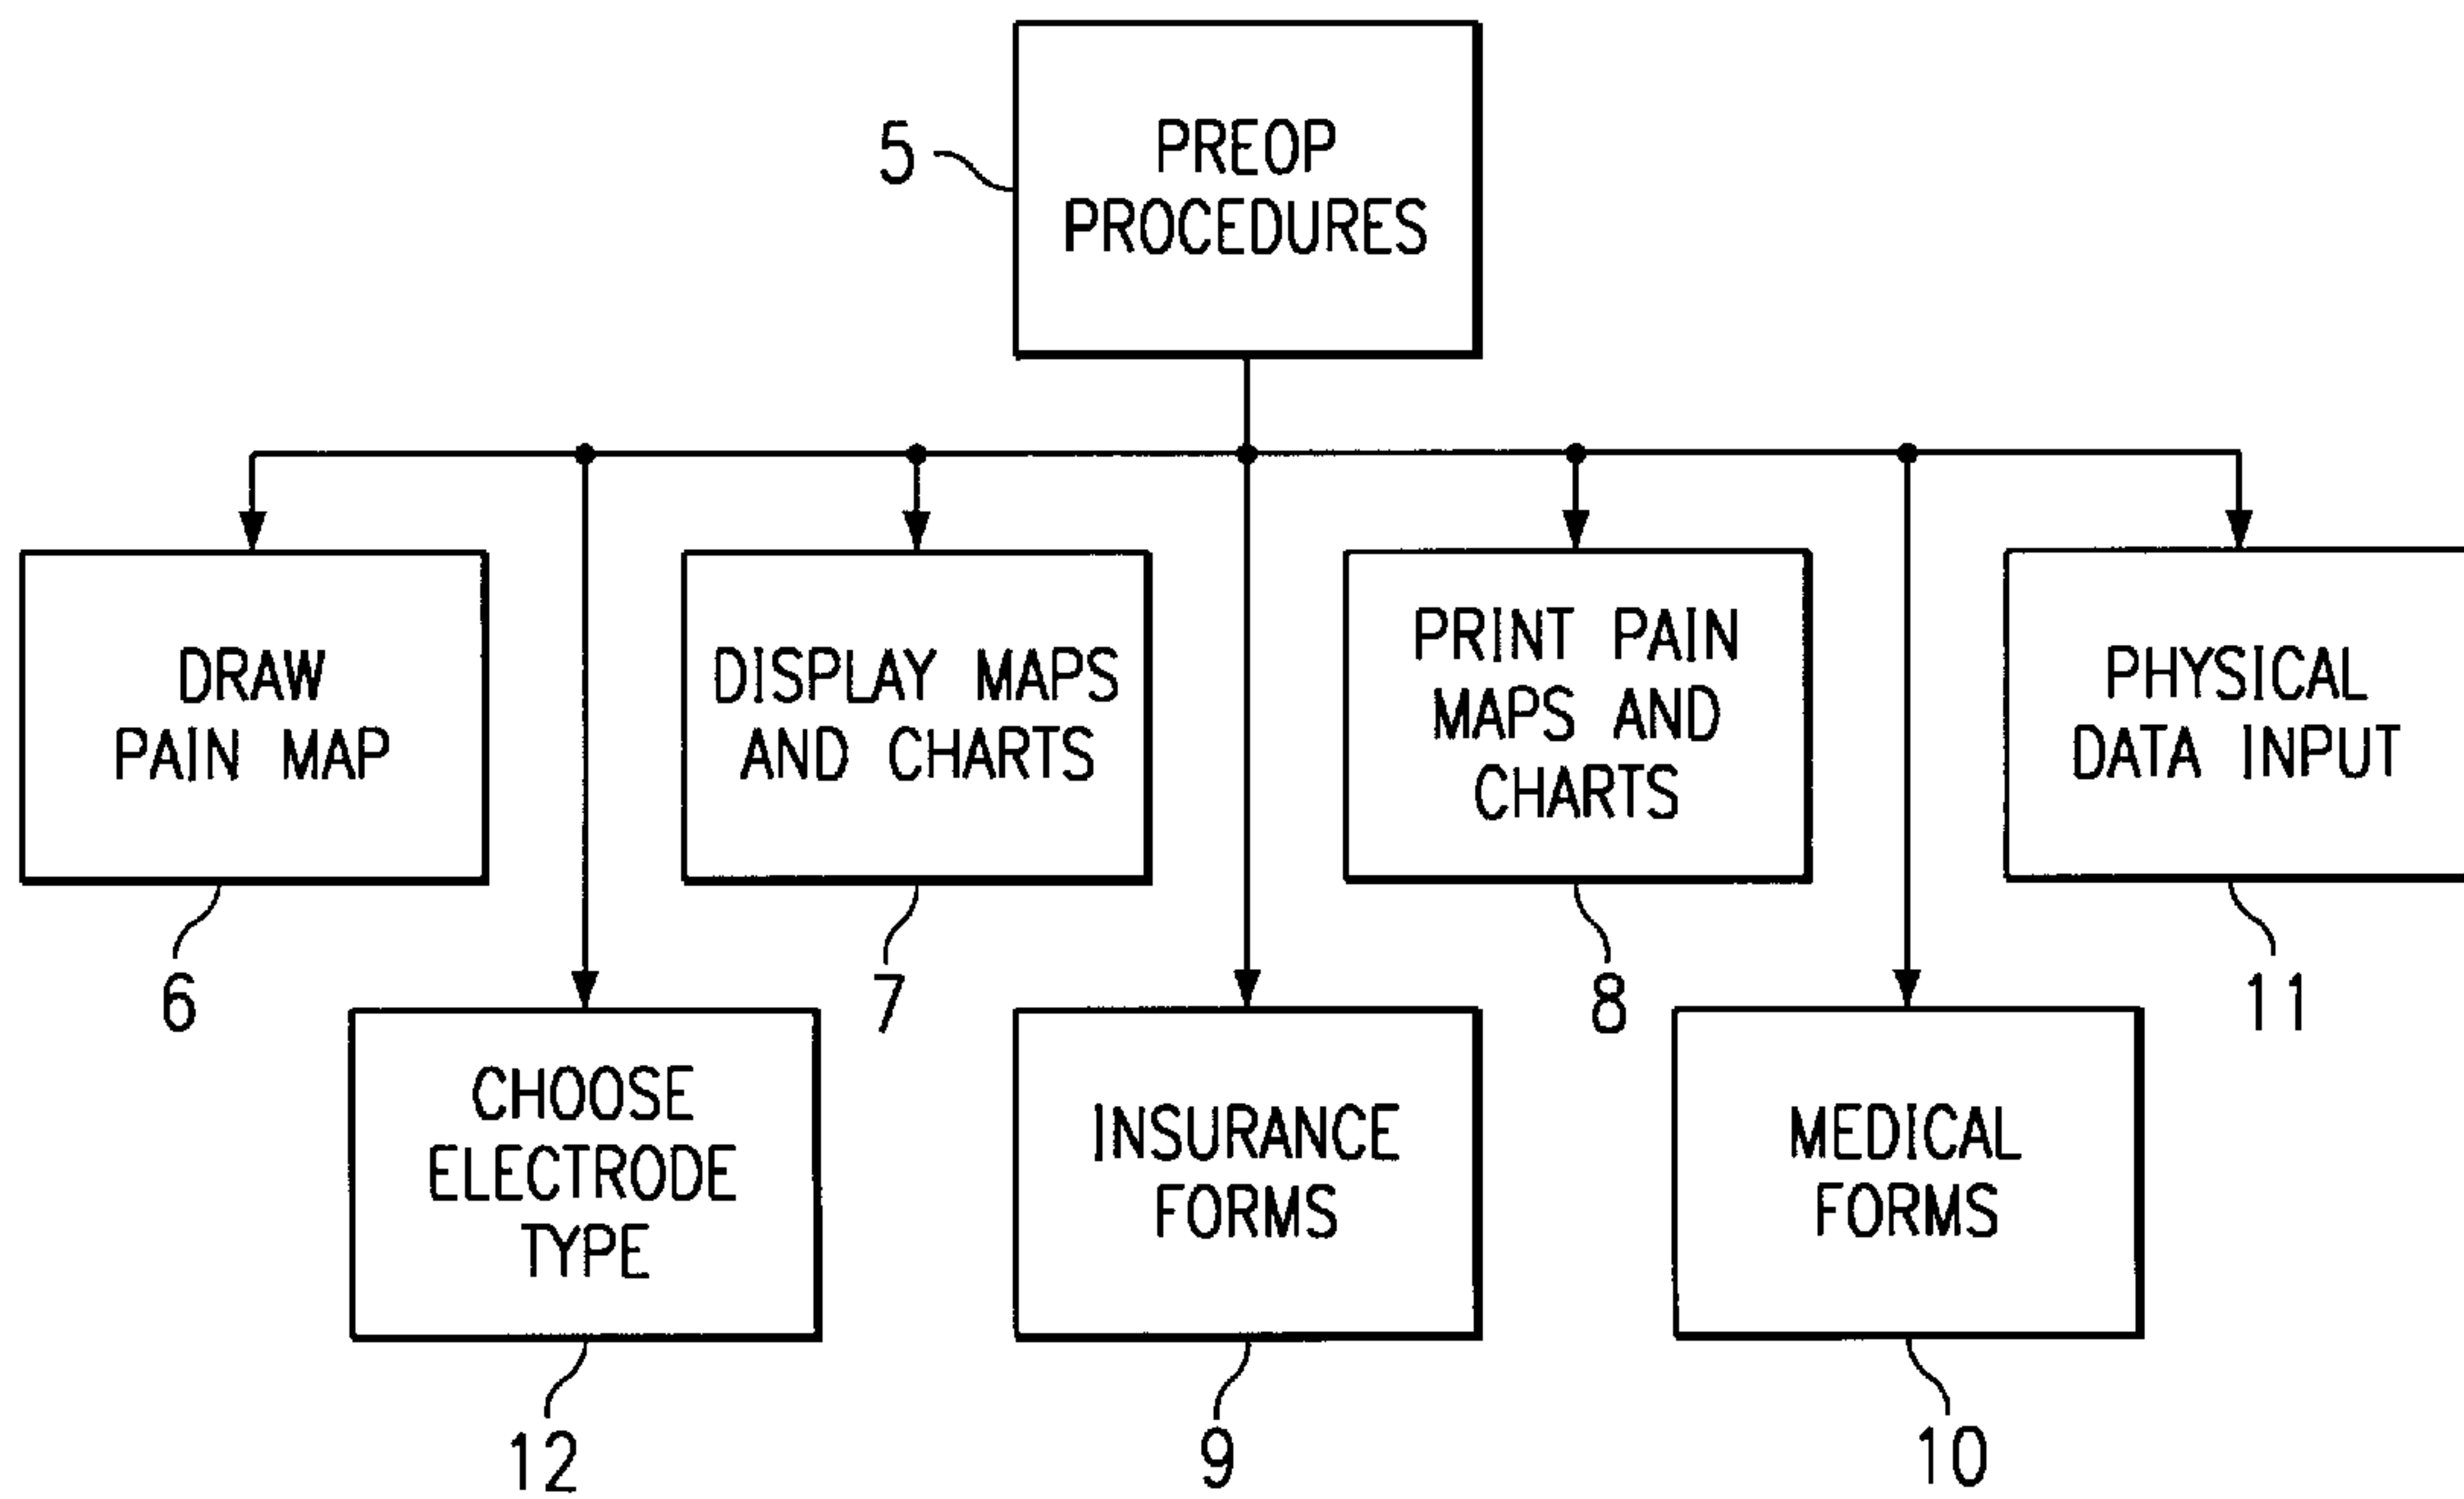 PREOP
PROCEDURES
5
DRAW
PAIN MAP
DISPLAY MAPS
AND CHARTS
PRINT PAIN
MAPS AND
CHARTS
PHYSICAL
DATA INPUT
6
7
8
11
CHOOSE
ELECTRODE
TYPE
INSURANCE
FORMS
MEDICAL
FORMS
12
9
10